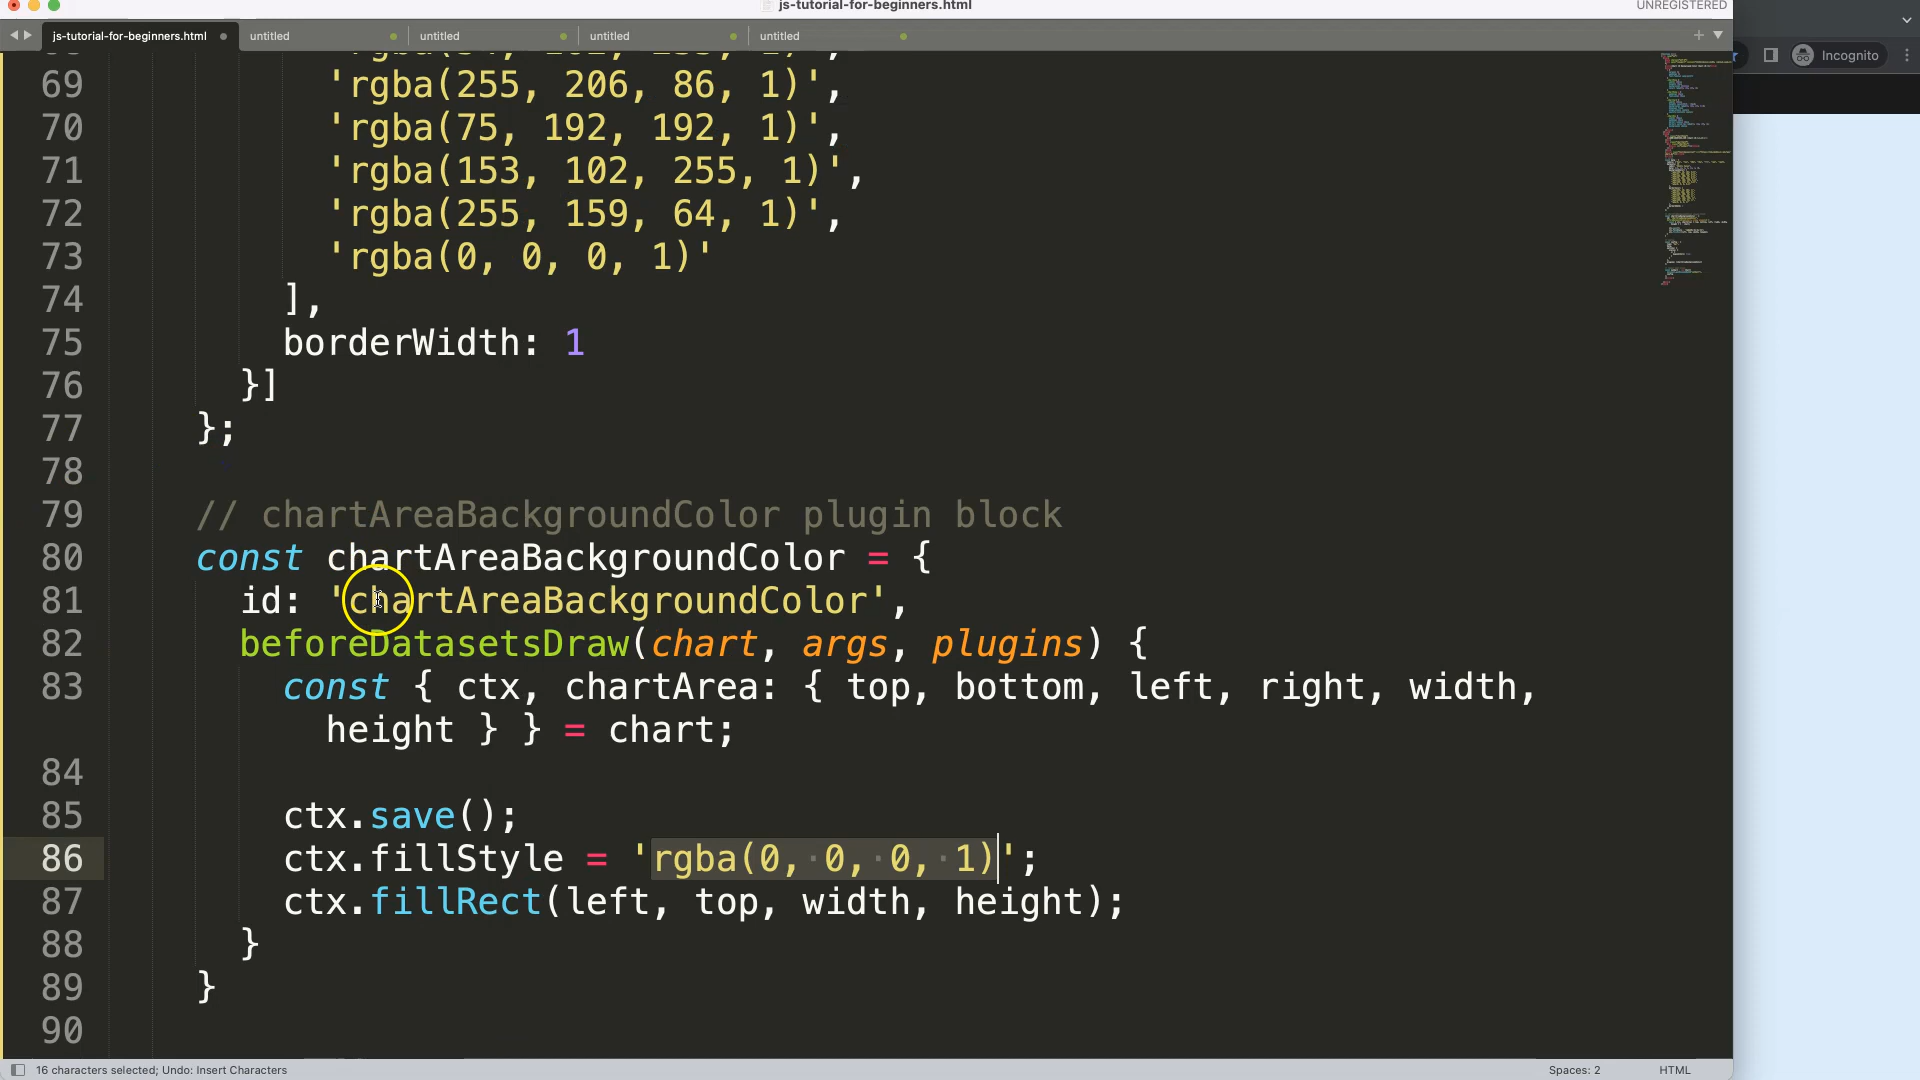 js-tutorial-for-beginners.html
UNREGISTERED
js-tutorial-for-beginners.html
untitled
untitled
untitled
untitled
Incognito
69 'rgba(255, 206, 86, 1)',
70 'rgba(75, 192, 192, 1)',
71 'rgba(153, 102, 255, 1)',
72 'rgba(255, 159, 64, 1)',
73 'rgba(0, 0, 0, 1)'
74 ],
75 borderWidth: 1
76 }]
77 };
78
79 // chartAreaBackgroundColor plugin block
80 const chartAreaBackgroundColor = {
81 id: 'chartAreaBackgroundColor',
82 beforeDatasetsDraw(chart, args, plugins) {
83 const { ctx, chartArea: { top, bottom, left, right, width,
height } } = chart;
84
85 ctx.save();
86 ctx.fillStyle = 'rgba(0, 0, 0, 1)';
87 ctx.fillRect(left, top, width, height);
88 }
89 }
90
16 characters selected; Undo: Insert Characters
Spaces: 2
HTML